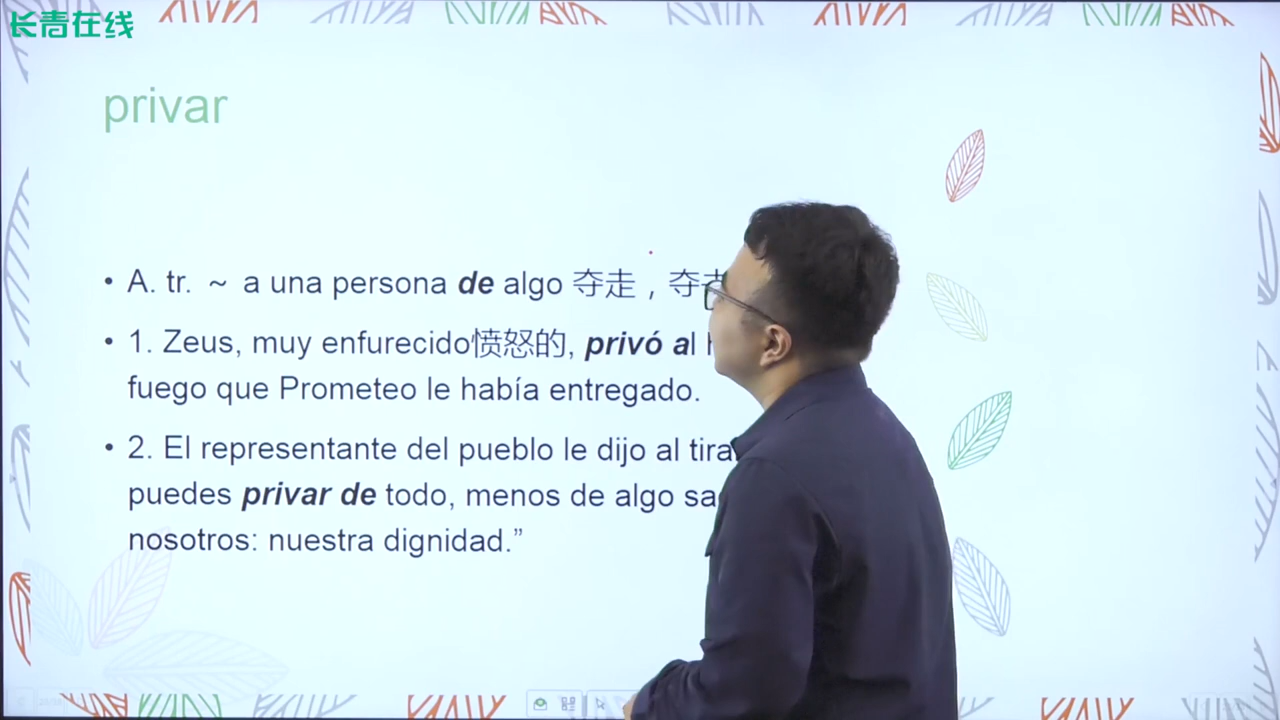 长青在线
privar
• A. tr. ~ a una persona de algo 夺走，夺去
• 1. Zeus, muy enfurecido愤怒的, privó al
fuego que Prometeo le había entregado.
• 2. El representante del pueblo le dijo al
puedes privar de todo, menos de algo
nosotros: nuestra dignidad.”